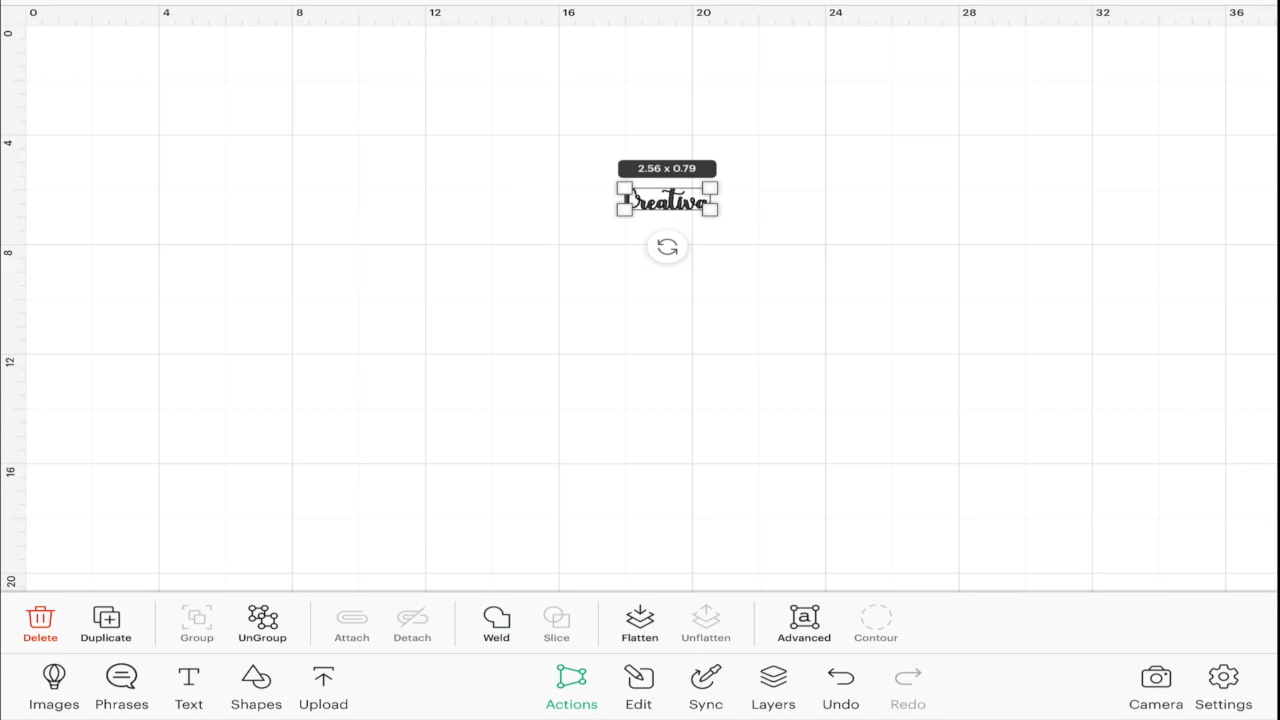 0 4 8 12 16 20 24 28 32 36
0
4
2.56 x 0.79
Creativa
8
12
16
20
Delete Duplicate Group UnGroup Attach Detach Weld Slice Flatten Unflatten Advanced Contour
Images Phrases Text Shapes Upload Actions Edit Sync Layers Undo Redo Camera Settings